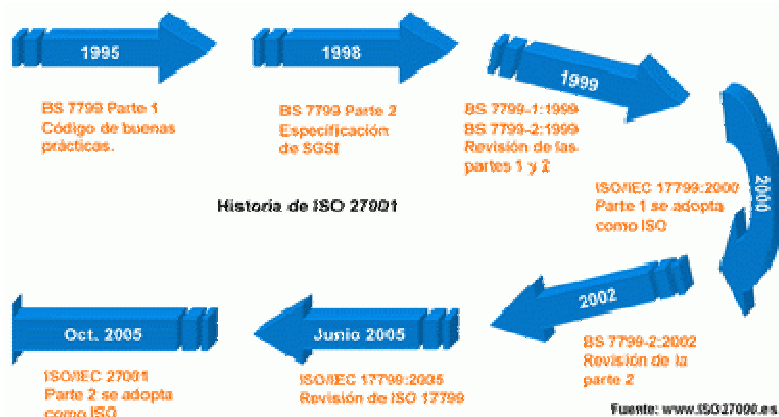 1995
BS 7799 Parte 1
Código de buenas
prácticas.
1998
BS 7799 Parte 2
Especificación
de SGSI
1999
BS 7799-1:1999
BS 7799-2:1999
Revisión de las
partes 1 y 2
2000
ISO/IEC 17799:2000
Parte 1 se adopta
como ISO
Historia de ISO 27001
2002
BS 7799-2:2002
Revisión de la
parte 2
Junio 2005
ISO/IEC 17799:2005
Revisión de ISO 17799
Oct. 2005
ISO/IEC 27001
Parte 2 se adopta
como ISO
Fuente: www.ISO27000.es